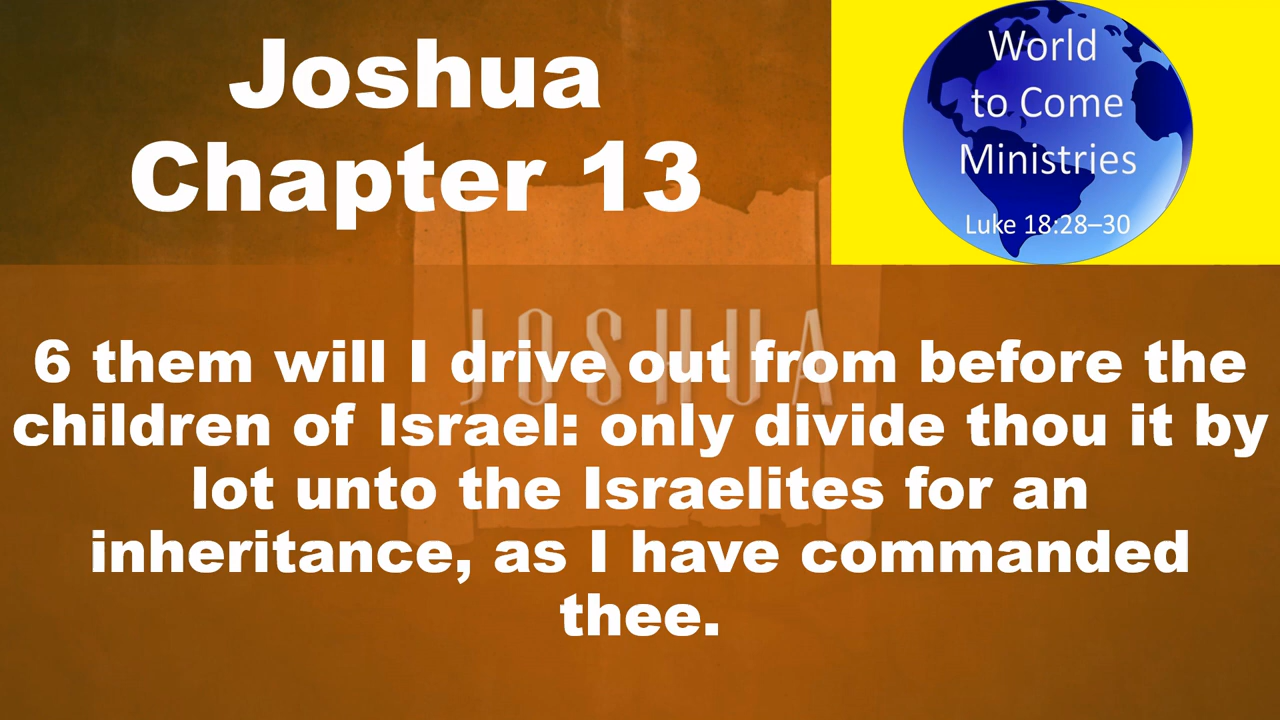 Joshua
Chapter 13
World
to Come
Ministries
Luke 18:28–30
JOSHUA
6 them will I drive out from before the
children of Israel: only divide thou it by
lot unto the Israelites for an
inheritance, as I have commanded
thee.